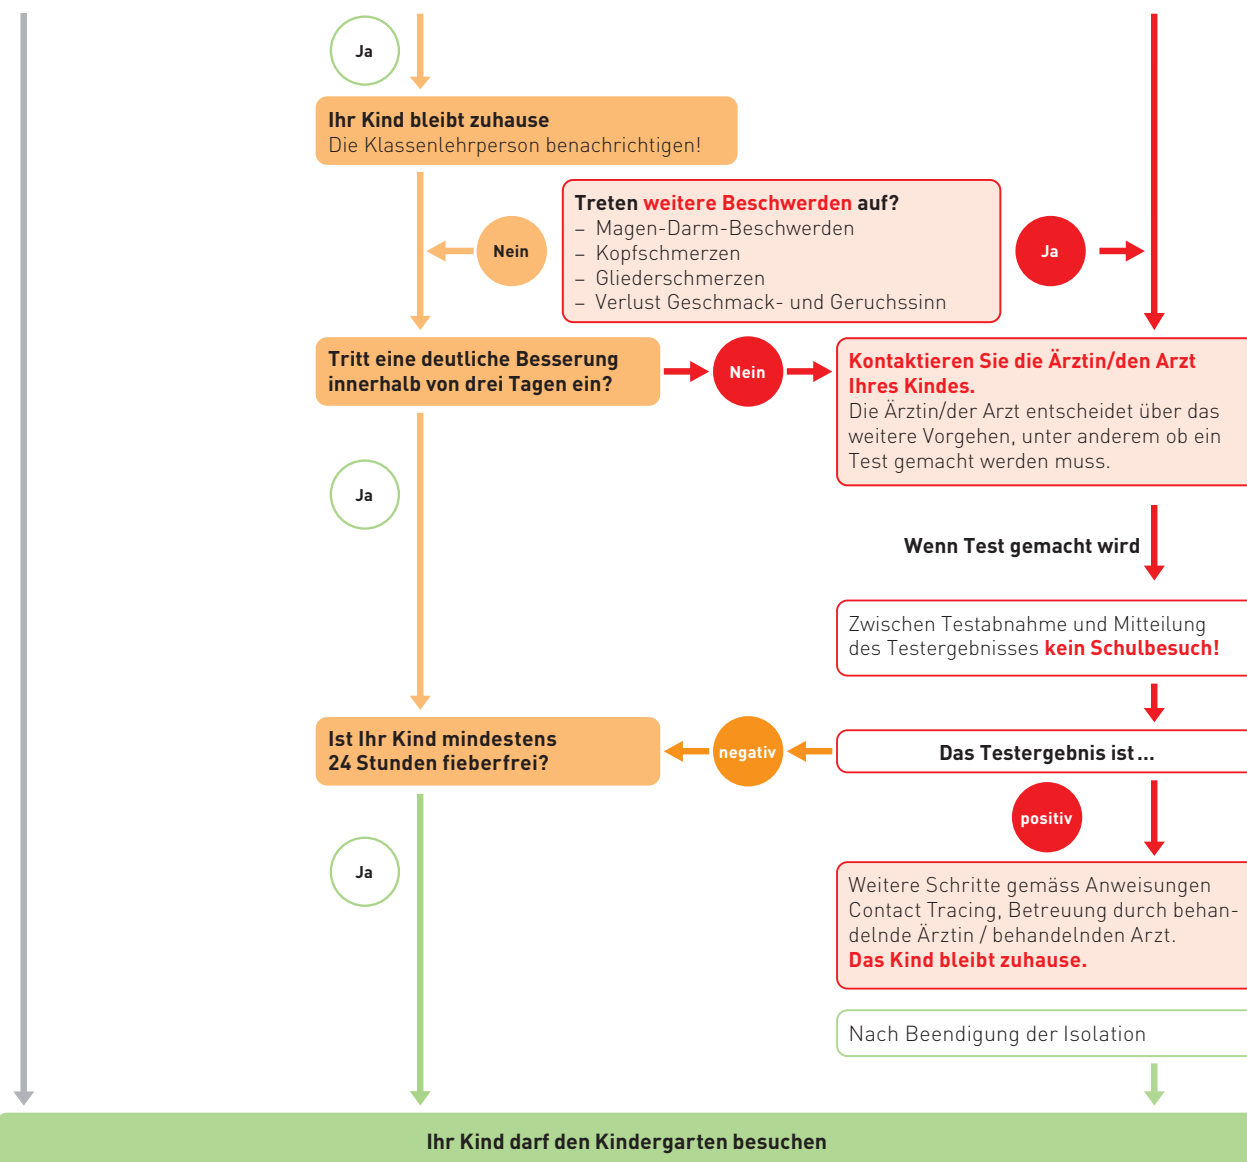 Ja
Ihr Kind bleibt zuhause
Die Klassenlehrperson benachrichtigen!
Treten weitere Beschwerden auf?
– Magen-Darm-Beschwerden
– Kopfschmerzen
– Gliederschmerzen
– Verlust Geschmack- und Geruchssinn
Nein
Ja
Tritt eine deutliche Besserung
innerhalb von drei Tagen ein?
Nein
Kontaktieren Sie die Ärztin/den Arzt
Ihres Kindes.
Die Ärztin/der Arzt entscheidet über das
weitere Vorgehen, unter anderem ob ein
Test gemacht werden muss.
Ja
Wenn Test gemacht wird
Zwischen Testabnahme und Mitteilung
des Testergebnisses kein Schulbesuch!
Ist Ihr Kind mindestens
24 Stunden fieberfrei?
negativ
Das Testergebnis ist ...
positiv
Ja
Weitere Schritte gemäss Anweisungen
Contact Tracing, Betreuung durch behan-
delnde Ärztin / behandelnden Arzt.
Das Kind bleibt zuhause.
Nach Beendigung der Isolation
Ihr Kind darf den Kindergarten besuchen